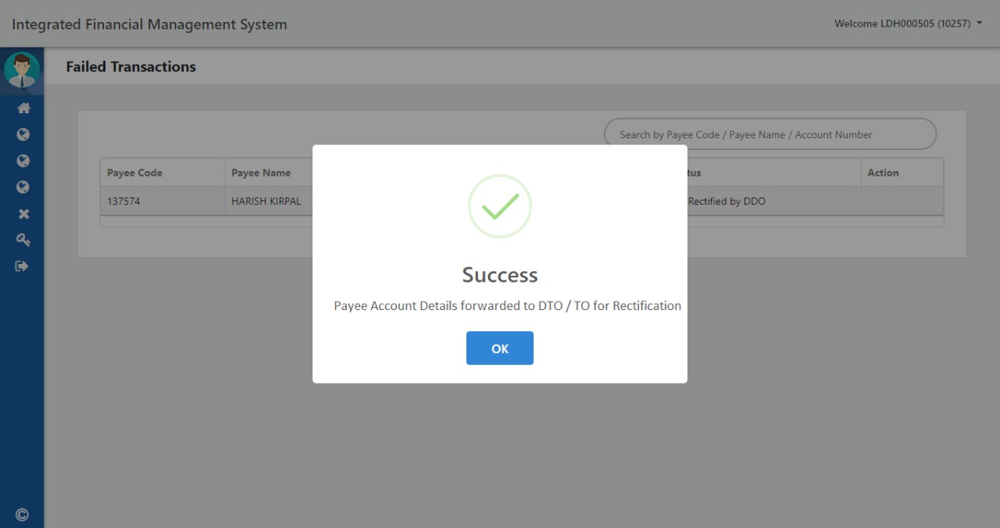 Integrated Financial Management System
Welcome LDH000505 (10257)
Failed Transactions
Search by Payee Code / Payee Name / Account Number
Payee Code Payee Name tus Action
137574 HARISH KIRPAL Rectified by DDO
Success
Payee Account Details forwarded to DTO / TO for Rectification
OK